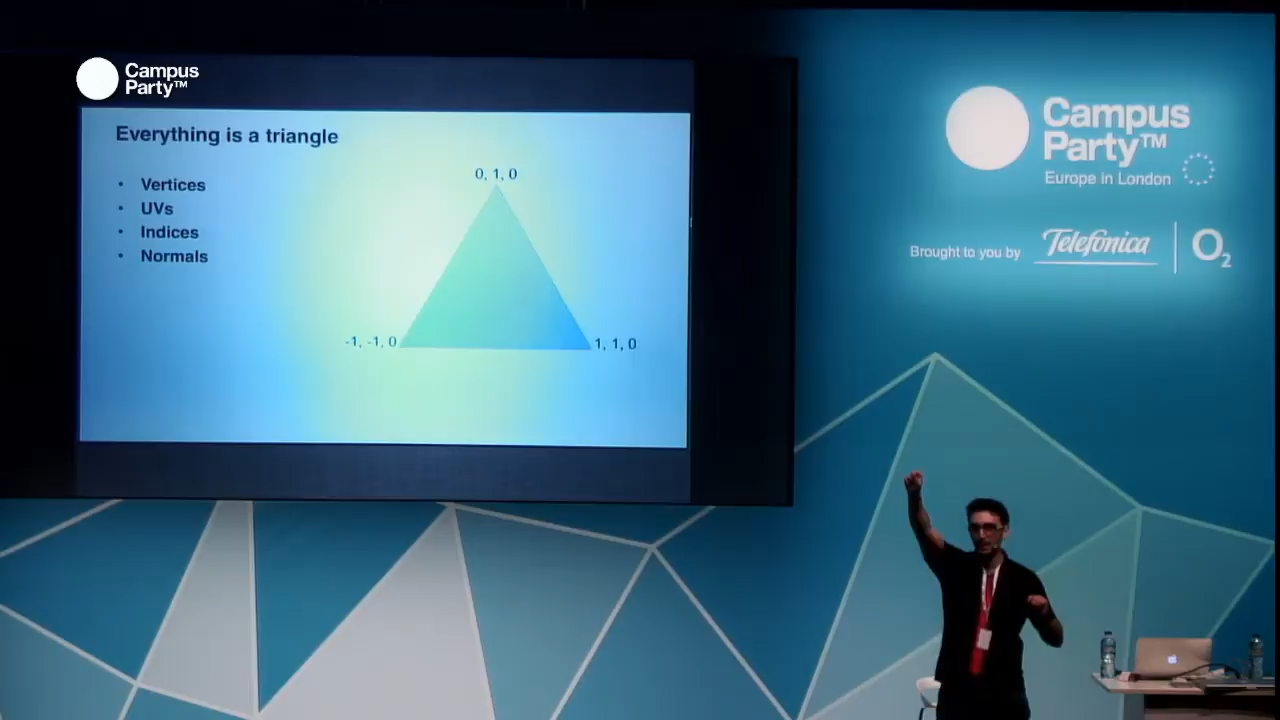 Campus
Party™
Everything is a triangle
• Vertices
• UVs
• Indices
• Normals
0, 1, 0
-1, -1, 0
1, 1, 0
Campus
Party™
Europe in London
Brought to you by
Telefónica
O2